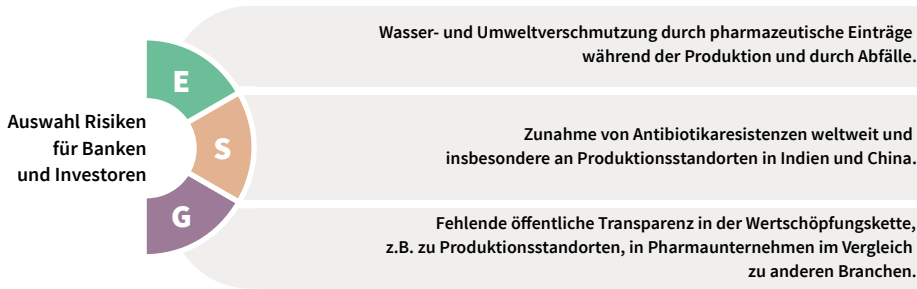 Auswahl Risiken
für Banken
und Investoren
E
Wasser- und Umweltverschmutzung durch pharmazeutische Einträge
während der Produktion und durch Abfälle.
S
Zunahme von Antibiotikaresistenzen weltweit und
insbesondere an Produktionsstandorten in Indien und China.
G
Fehlende öffentliche Transparenz in der Wertschöpfungskette,
z.B. zu Produktionsstandorten, in Pharmaunternehmen im Vergleich
zu anderen Branchen.